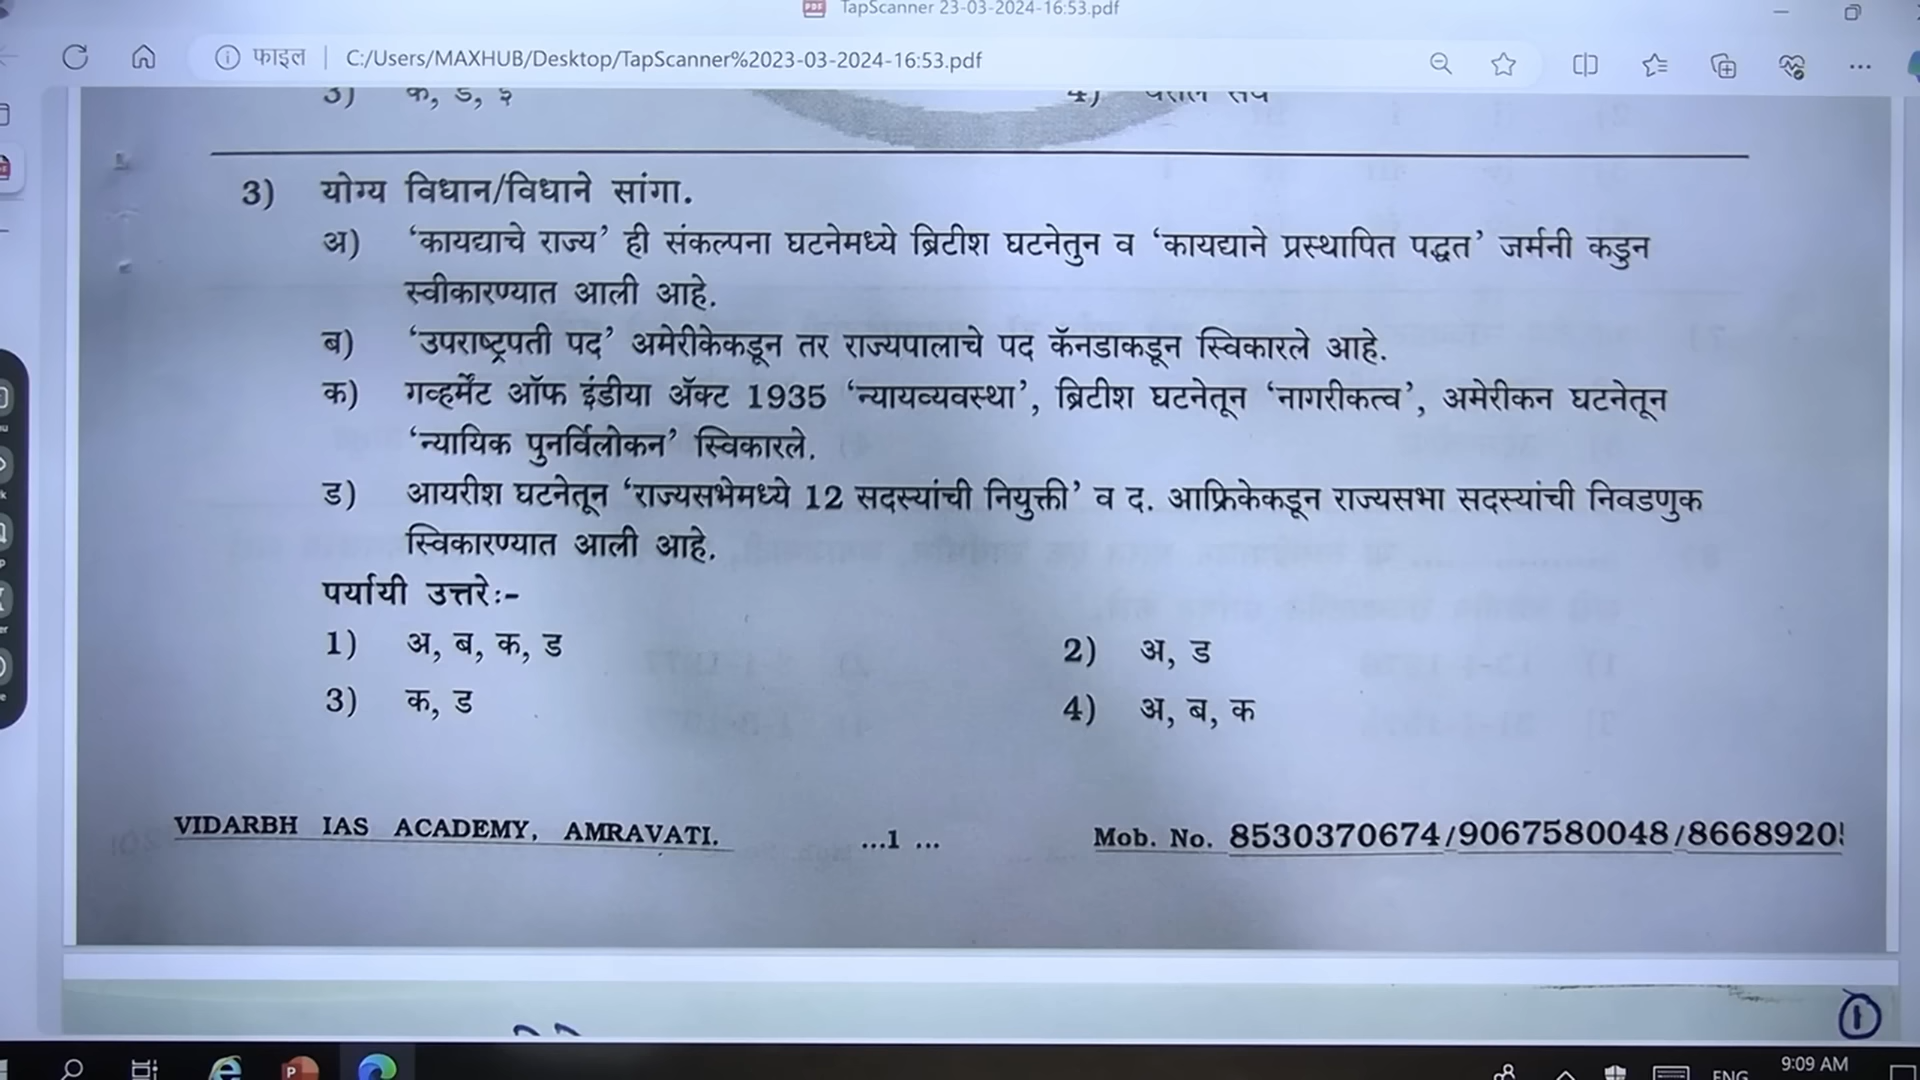 TapScanner 23-03-2024-16:53.pdf
फाइल | C:/Users/MAXHUB/Desktop/TapScanner%2023-03-2024-16:53.pdf
3) क, ड, इ
3) योग्य विधान/विधाने सांगा.
अ) ‘कायद्याचे राज्य’ ही संकल्पना घटनेमध्ये ब्रिटीश घटनेतुन व ‘कायद्याने प्रस्थापित पद्धत’ जर्मनी कडुन
स्वीकारण्यात आली आहे.
ब) ‘उपराष्ट्रपती पद’ अमेरीकेकडून तर राज्यपालाचे पद कॅनडाकडून स्विकारले आहे.
क) गव्हर्मेंट ऑफ इंडीया ॲक्ट 1935 ‘न्यायव्यवस्था’, ब्रिटीश घटनेतून ‘नागरीकत्व’, अमेरीकन घटनेतून
‘न्यायिक पुनर्विलोकन’ स्विकारले.
ड) आयरीश घटनेतून ‘राज्यसभेमध्ये 12 सदस्यांची नियुक्ती’ व द. आफ्रिकेकडून राज्यसभा सदस्यांची निवडणुक
स्विकारण्यात आली आहे.
पर्यायी उत्तरे:-
1) अ, ब, क, ड 2) अ, ड
3) क, ड 4) अ, ब, क
VIDARBH IAS ACADEMY, AMRAVATI. ...1 ... Mob. No. 8530370674/9067580048/8668920
1
ENG 9:09 AM